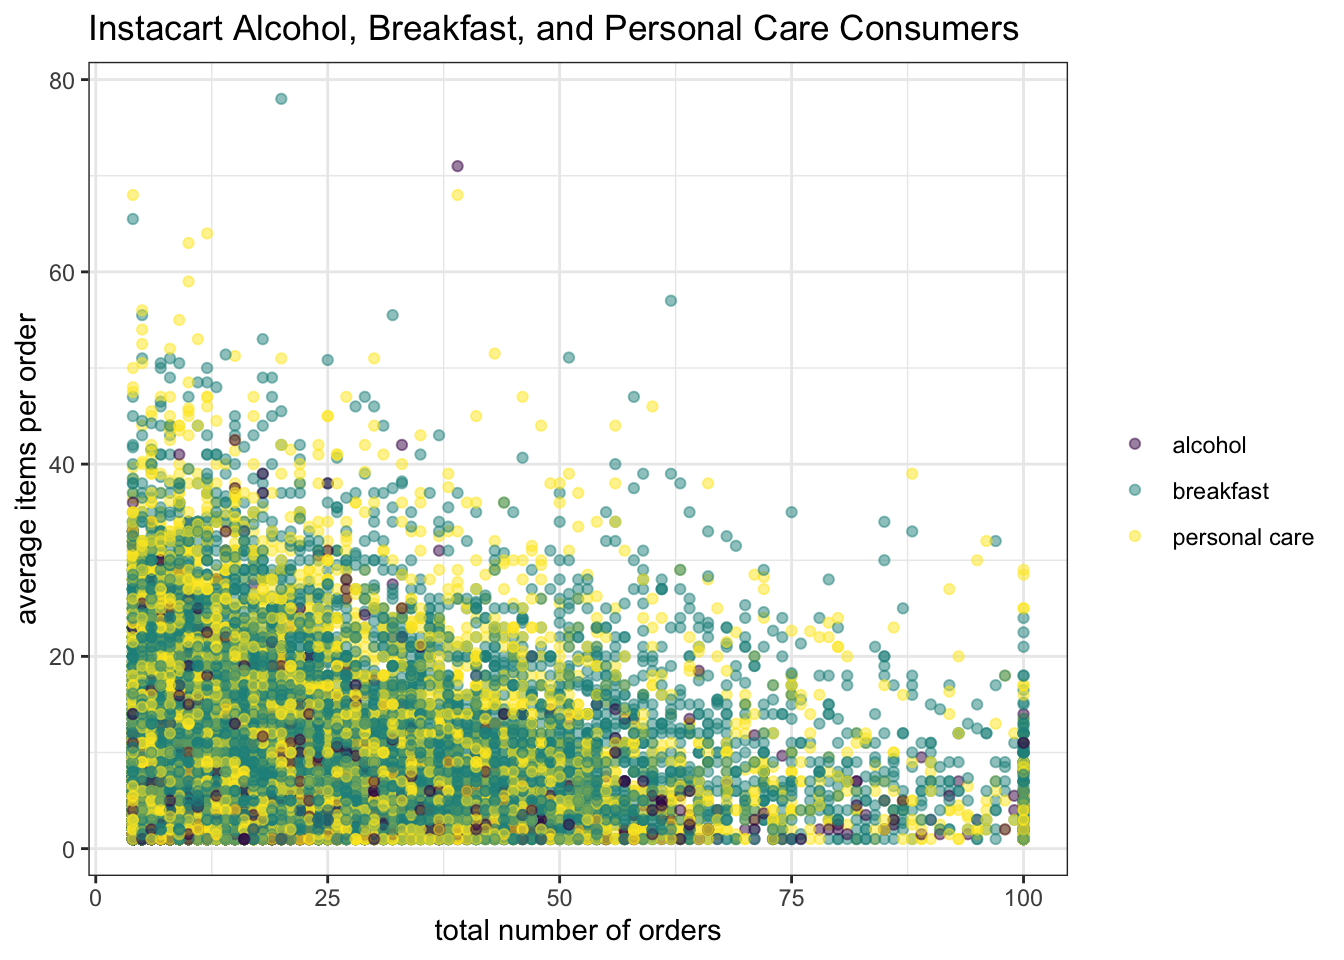 Instacart Alcohol, Breakfast, and Personal Care Consumers
80
60
40
20
0
average items per order
0 25 50 75 100
total number of orders
alcohol
breakfast
personal care